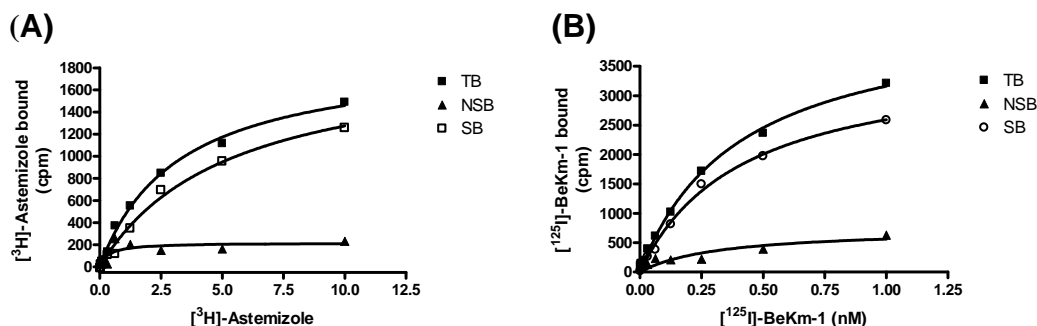 (A)
[³H]-Astemizole bound
(cpm)
1800
1600
1400
1200
1000
800
600
400
200
0
0.0
2.5
5.0
7.5
10.0
12.5
[³H]-Astemizole
TB
NSB
SB
(B)
[¹²⁵I]-BeKm-1 bound
(cpm)
3500
3000
2500
2000
1500
1000
500
0
0.00
0.25
0.50
0.75
1.00
1.25
[¹²⁵I]-BeKm-1 (nM)
TB
NSB
SB